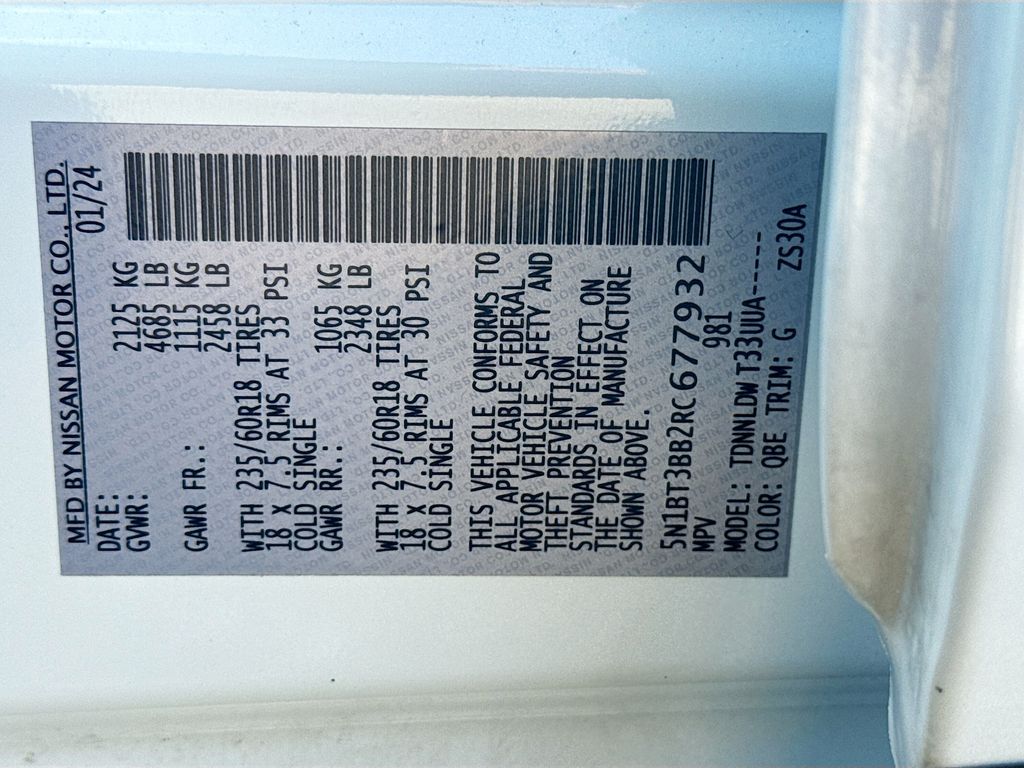 MFD BY NISSAN MOTOR CO., LTD.
DATE: 01/24
GVWR: 2125 KG
4685 LB
GAWR FR.: 1115 KG
2458 LB
WITH 235/60R18 TIRES
18 x 7.5 RIMS AT 33 PSI
COLD SINGLE
GAWR RR.: 1065 KG
2348 LB
WITH 235/60R18 TIRES
18 x 7.5 RIMS AT 30 PSI
COLD SINGLE
THIS VEHICLE CONFORMS TO
ALL APPLICABLE FEDERAL
MOTOR VEHICLE SAFETY AND
THEFT PREVENTION
STANDARDS IN EFFECT ON
THE DATE OF MANUFACTURE
SHOWN ABOVE.
5N1BT3BB2RC677932
MPV 981
MODEL: TDNNLDW T33UUA-----
COLOR: QBE TRIM: G ZS30A